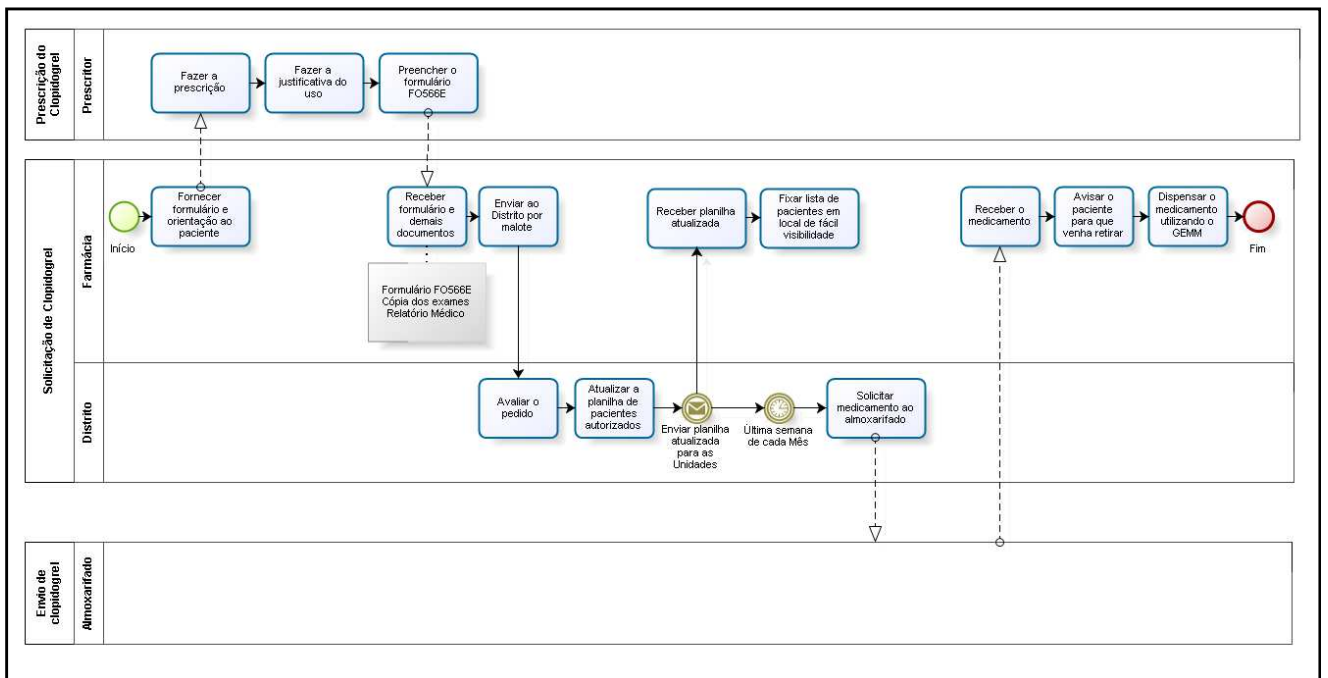 Prescrição do
Clopidogrel
Prescritor
Fazer a
prescrição
Fazer a
justificativa do
uso
Preencher o
formulário
FO566E
Solicitação de Clopidogrel
Farmácia
Início
Fornecer
formulário e
orientação ao
paciente
Receber
formulário e
demais
documentos
Enviar ao
Distrito por
malote
Formulário FO566E
Cópia dos exames
Relatório Médico
Receber planilha
atualizada
Fixar lista de
pacientes em
local de fácil
visibilidade
Receber o
medicamento
Avisar o
paciente
para que
venha retirar
Dispensar o
medicamento
utilizando o
GEMM
Fim
Distrito
Avaliar o
pedido
Atualizar a
planilha de
pacientes
autorizados
Enviar planilha
atualizada
para as
Unidades
Última semana
de cada Mês
Solicitar
medicamento ao
almoxarifado
Envio de
clopidogrel
Almoxarifado